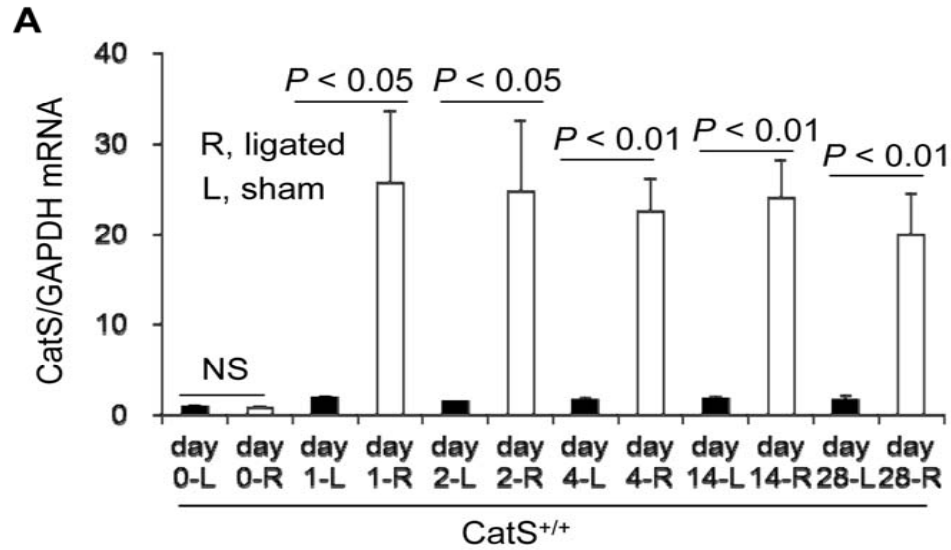 A
CatS/GAPDH mRNA
40
30
20
10
0
P < 0.05
P < 0.05
P < 0.01
P < 0.01
P < 0.01
R, ligated
L, sham
NS
day 0-L
day 0-R
day 1-L
day 1-R
day 2-L
day 2-R
day 4-L
day 4-R
day 14-L
day 14-R
day 28-L
day 28-R
CatS+/+